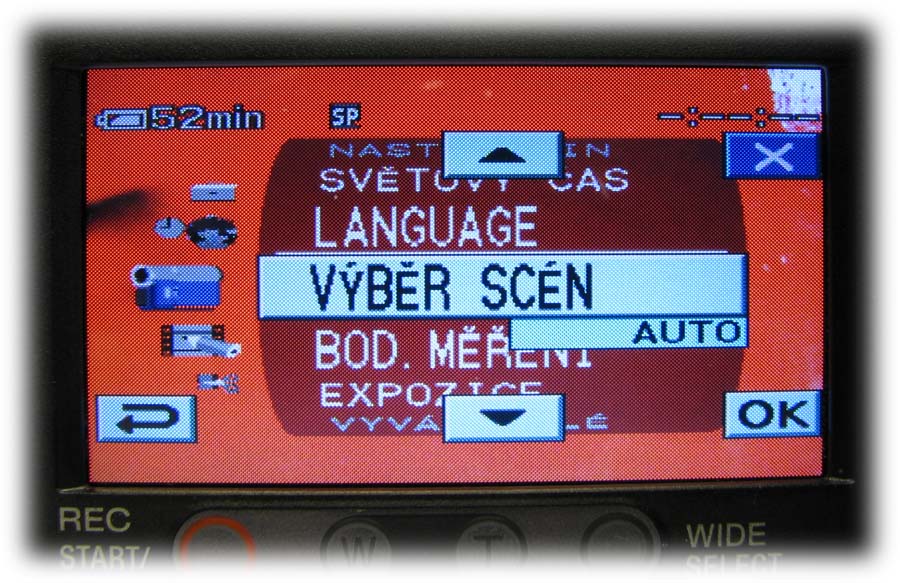 52min SP --:--:--
SVĚTOVÝ ČAS
LANGUAGE
VÝBĚR SCÉN
AUTO
BOD. MĚŘENÍ
EXPOZICE
OK
REC
START/
W T
WIDE
SELECT